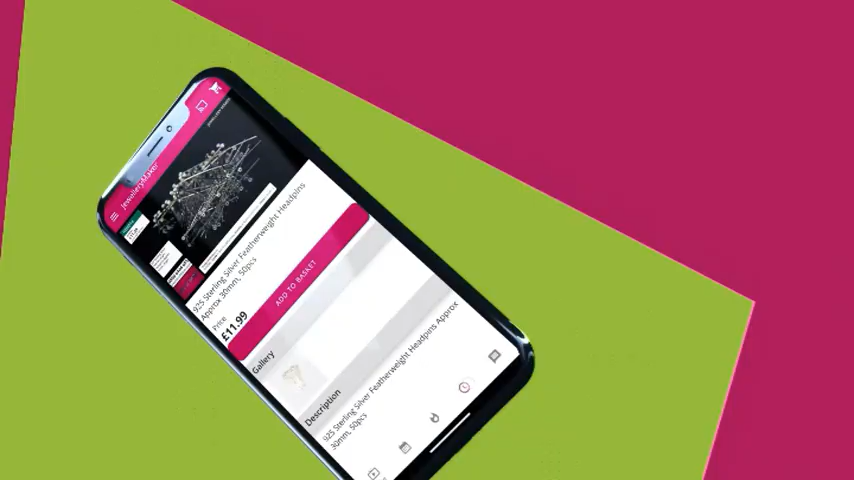 JewelleryMaker
925 Sterling Silver Featherweight Headpins
Approx 30mm, 50pcs
Price
£11.99
ADD TO BASKET
Gallery
Description
925 Sterling Silver Featherweight Headpins Approx
30mm, 50pcs